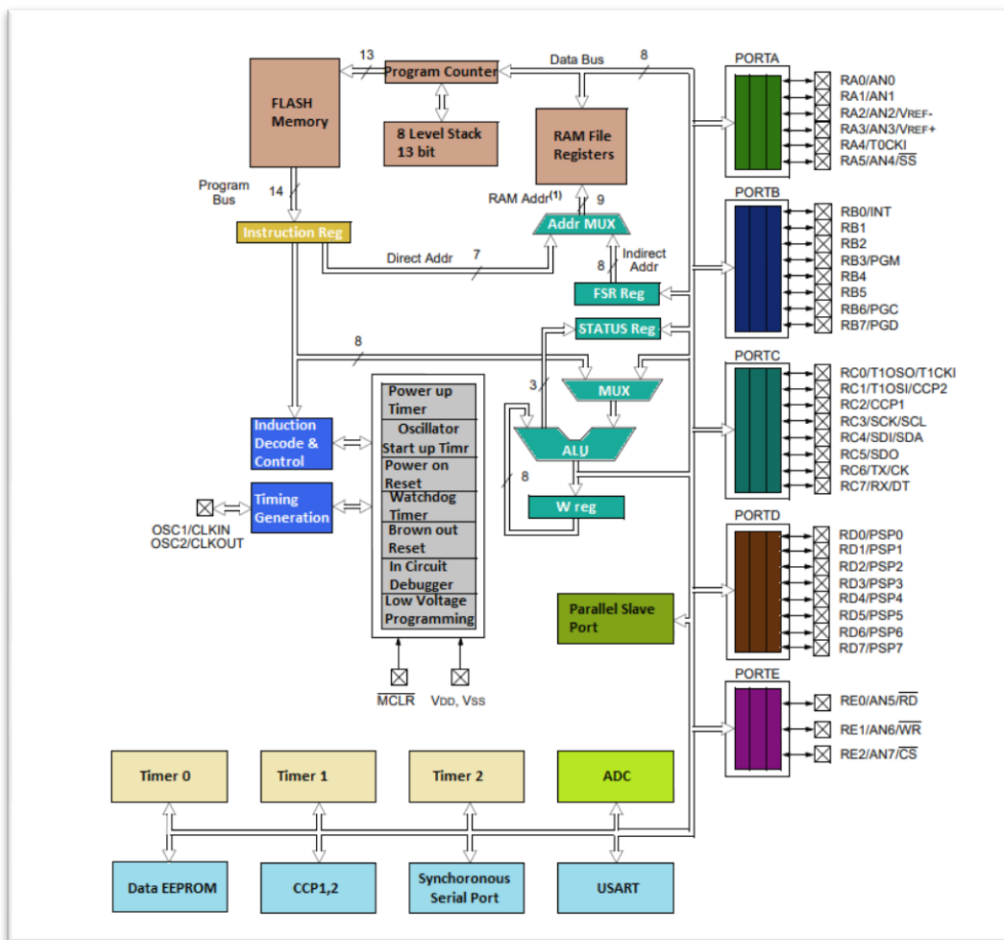 13
Program Counter
Data Bus
8
FLASH
Memory
8 Level Stack
13 bit
RAM File
Registers
Program
Bus
14
RAM Addr(1)
9
Addr MUX
Instruction Reg
Direct Addr
7
8
Indirect
Addr
FSR Reg
STATUS Reg
8
3
MUX
ALU
8
W reg
Power up
Timer
Oscillator
Start up Timr
Power on
Reset
Watchdog
Timer
Brown out
Reset
In Circuit
Debugger
Low Voltage
Programming
Induction
Decode &
Control
Timing
Generation
OSC1/CLKIN
OSC2/CLKOUT
MCLR
VDD, VSS
Parallel Slave
Port
PORTA
RA0/AN0
RA1/AN1
RA2/AN2/VREF-
RA3/AN3/VREF+
RA4/T0CKI
RA5/AN4/SS
PORTB
RB0/INT
RB1
RB2
RB3/PGM
RB4
RB5
RB6/PGC
RB7/PGD
PORTC
RC0/T1OSO/T1CKI
RC1/T1OSI/CCP2
RC2/CCP1
RC3/SCK/SCL
RC4/SDI/SDA
RC5/SDO
RC6/TX/CK
RC7/RX/DT
PORTD
RD0/PSP0
RD1/PSP1
RD2/PSP2
RD3/PSP3
RD4/PSP4
RD5/PSP5
RD6/PSP6
RD7/PSP7
PORTE
RE0/AN5/RD
RE1/AN6/WR
RE2/AN7/CS
Timer 0
Timer 1
Timer 2
ADC
Data EEPROM
CCP1,2
Synchoronous
Serial Port
USART